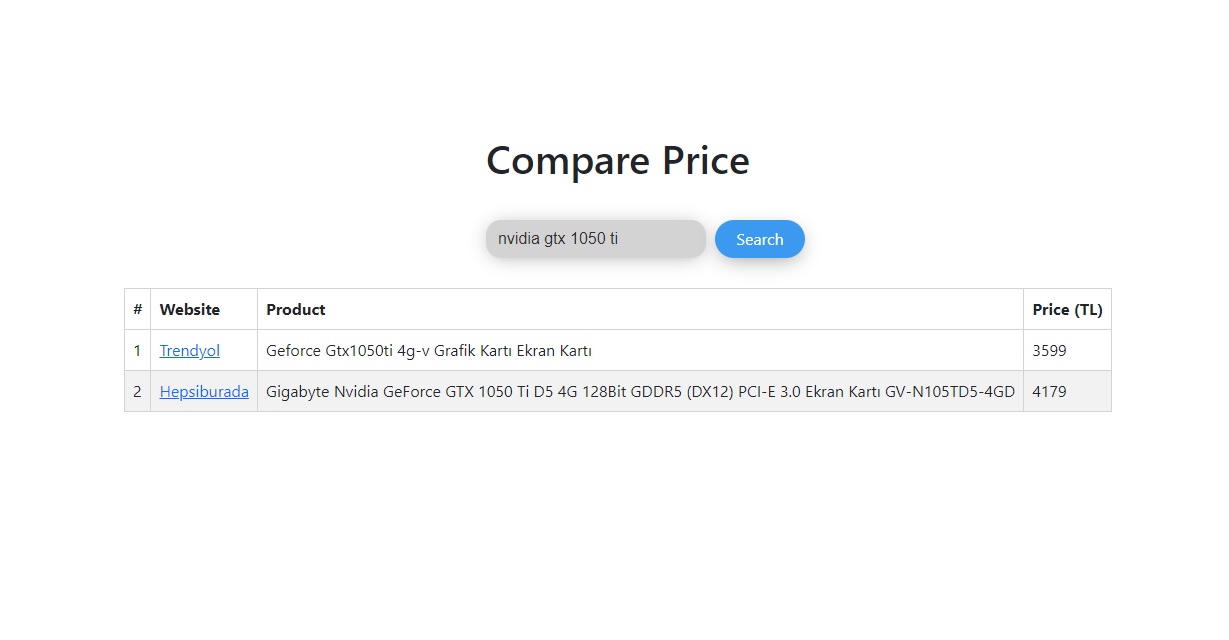 Compare Price
nvidia gtx 1050 ti Search
# Website Product Price (TL)
1 Trendyol Geforce Gtx1050ti 4g-v Grafik Kartı Ekran Kartı 3599
2 Hepsiburada Gigabyte Nvidia GeForce GTX 1050 Ti D5 4G 128Bit GDDR5 (DX12) PCI-E 3.0 Ekran Kartı GV-N105TD5-4GD 4179